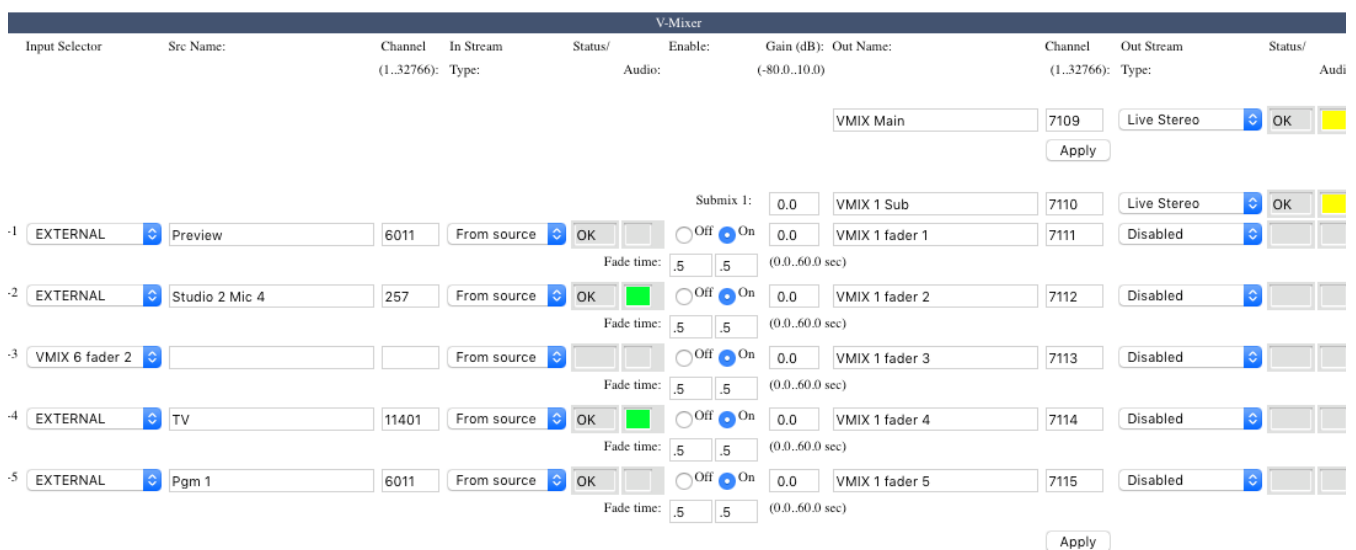 V-Mixer
Input Selector Src Name: Channel In Stream Status/ Enable: Gain (dB): Out Name: Channel Out Stream Status/
(1..32766): Type: Audio: (-80.0..10.0) (1..32766): Type: Audi
VMIX Main 7109 Live Stereo OK
Apply
Submix 1: 0.0 VMIX 1 Sub 7110 Live Stereo OK
-1 EXTERNAL Preview 6011 From source OK Off On 0.0 VMIX 1 fader 1 7111 Disabled
Fade time: .5 .5 (0.0..60.0 sec)
-2 EXTERNAL Studio 2 Mic 4 257 From source OK Off On 0.0 VMIX 1 fader 2 7112 Disabled
Fade time: .5 .5 (0.0..60.0 sec)
-3 VMIX 6 fader 2 From source Off On 0.0 VMIX 1 fader 3 7113 Disabled
Fade time: .5 .5 (0.0..60.0 sec)
-4 EXTERNAL TV 11401 From source OK Off On 0.0 VMIX 1 fader 4 7114 Disabled
Fade time: .5 .5 (0.0..60.0 sec)
-5 EXTERNAL Pgm 1 6011 From source OK Off On 0.0 VMIX 1 fader 5 7115 Disabled
Fade time: .5 .5 (0.0..60.0 sec)
Apply